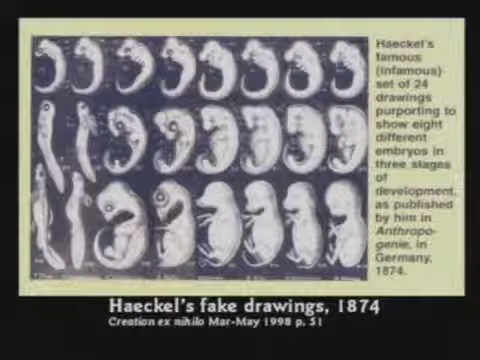 Haeckel's
famous
(infamous)
set of 24
drawings
purporting to
show eight
different
embryos in
three stages
of
development,
as published
by him in
Anthropo-
genie, in
Germany,
1874.
Haeckel's fake drawings, 1874
Creation ex nihilo Mar-May 1998 p. 51